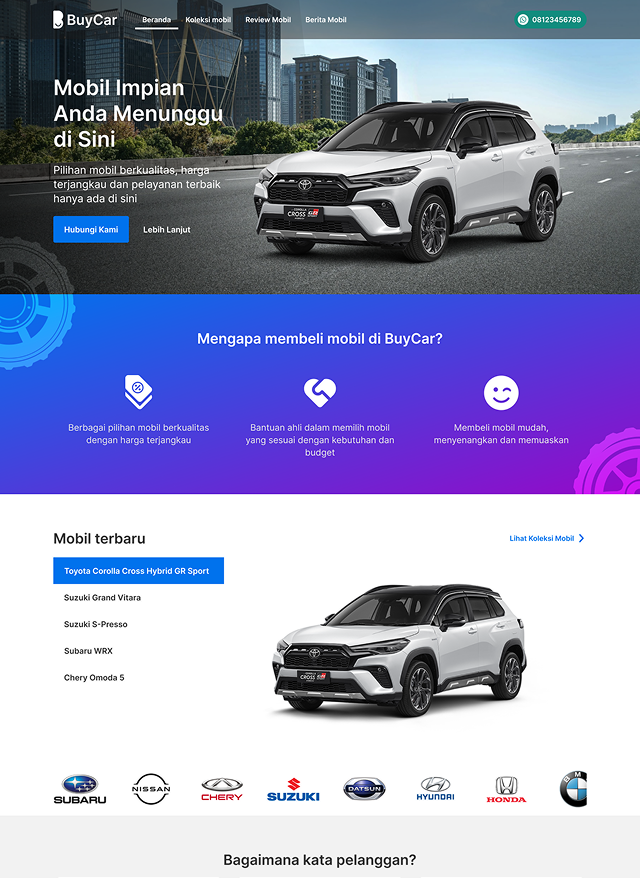 BuyCar
Beranda
Koleksi mobil
Review Mobil
Berita Mobil
08123456789
Mobil Impian
Anda Menunggu
di Sini
Pilihan mobil berkualitas, harga
terjangkau dan pelayanan terbaik
hanya ada di sini
Hubungi Kami
Lebih Lanjut
COROLLA
CROSS GR
Mengapa membeli mobil di BuyCar?
Berbagai pilihan mobil berkualitas
dengan harga terjangkau
Bantuan ahli dalam memilih mobil
yang sesuai dengan kebutuhan dan
budget
Membeli mobil mudah,
menyenangkan dan memuaskan
Mobil terbaru
Lihat Koleksi Mobil
Toyota Corolla Cross Hybrid GR Sport
Suzuki Grand Vitara
Suzuki S-Presso
Subaru WRX
Chery Omoda 5
COROLLA
CROSS GR
SUBARU
NISSAN
CHERY
SUZUKI
DATSUN
HYUNDAI
HONDA
BM
Bagaimana kata pelanggan?